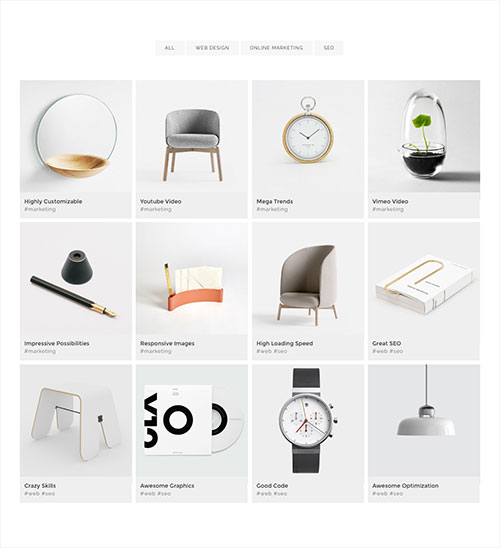 ALL
WEB DESIGN
ONLINE MARKETING
SEO
Highly Customizable
#marketing
Youtube Video
#marketing
Mega Trends
#marketing
Vimeo Video
#marketing
Impressive Possibilities
#marketing
Responsive Images
#marketing
High Loading Speed
#web #seo
Great SEO
#web #seo
Crazy Skills
#web #seo
Awesome Graphics
#web #seo
Good Code
#web #seo
Awesome Optimization
#web #seo